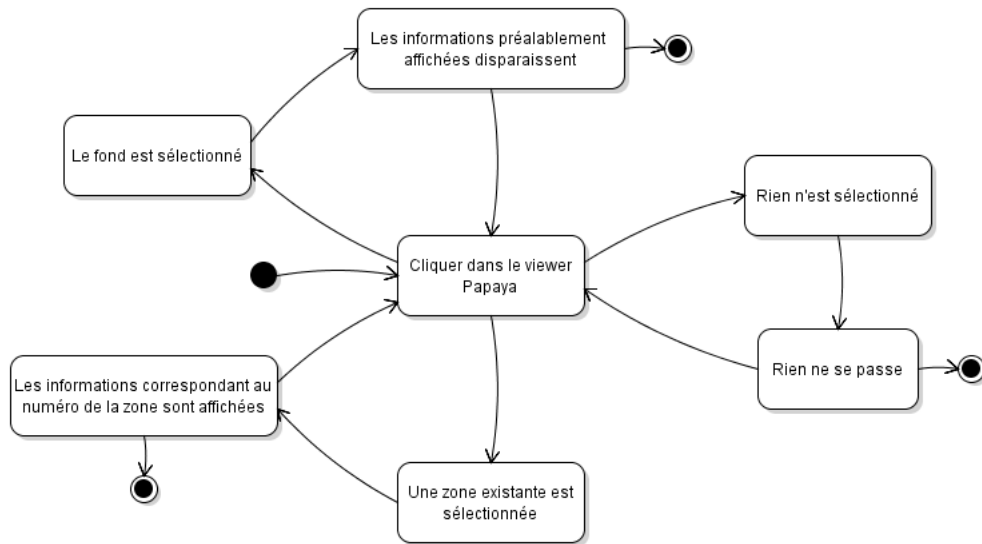 Les informations préalablement
affichées disparaissent
Le fond est sélectionné
Rien n'est sélectionné
Cliquer dans le viewer
Papaya
Rien ne se passe
Les informations correspondant au
numéro de la zone sont affichées
Une zone existante est
sélectionnée